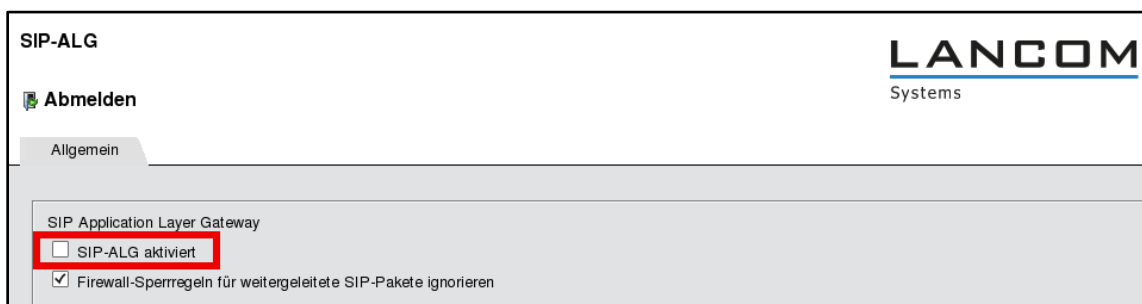 SIP-ALG
LANCOM
Systems
Abmelden
Allgemein
SIP Application Layer Gateway
SIP-ALG aktiviert
Firewall-Sperrregeln für weitergeleitete SIP-Pakete ignorieren